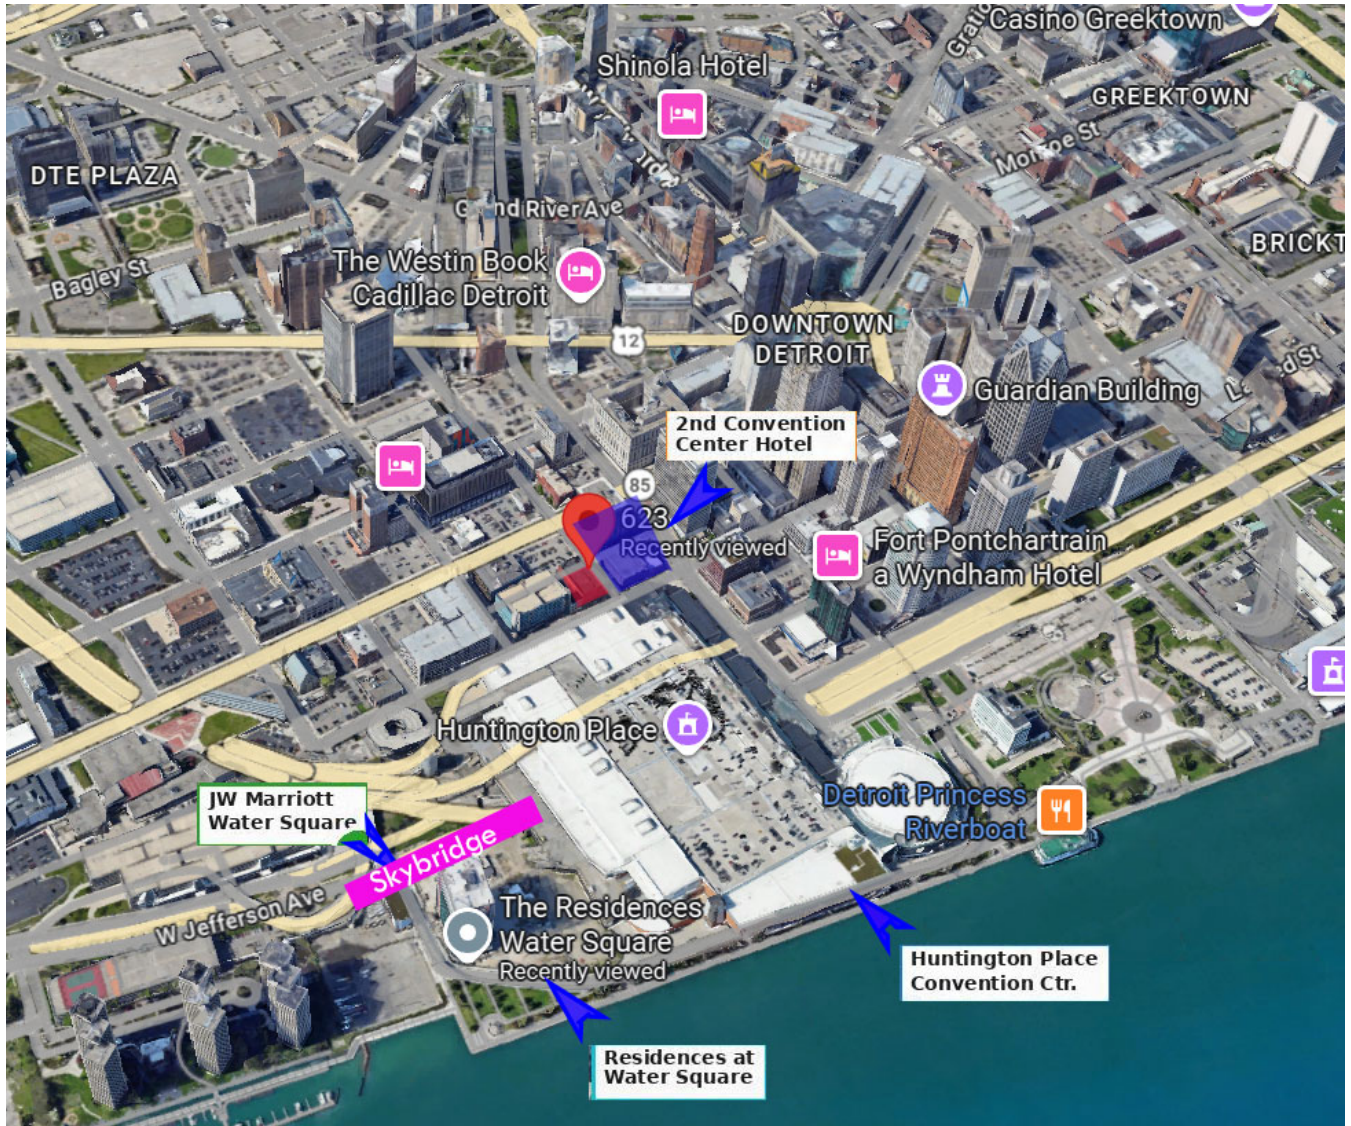 Casino Greektown
Gratio
Shinola Hotel
GREEKTOWN
Monroe St
DTE PLAZA
Grand River Ave
BRICKT
The Westin Book
Cadillac Detroit
Bagley St
12
DOWNTOWN
DETROIT
Guardian Building
2nd Convention
Center Hotel
85
623
Recently viewed
Fort Pontchartrain
a Wyndham Hotel
Huntington Place
JW Marriott
Water Square
Skybridge
Detroit Princess
Riverboat
W Jefferson Ave
The Residences
Water Square
Recently viewed
Huntington Place
Convention Ctr.
Residences at
Water Square